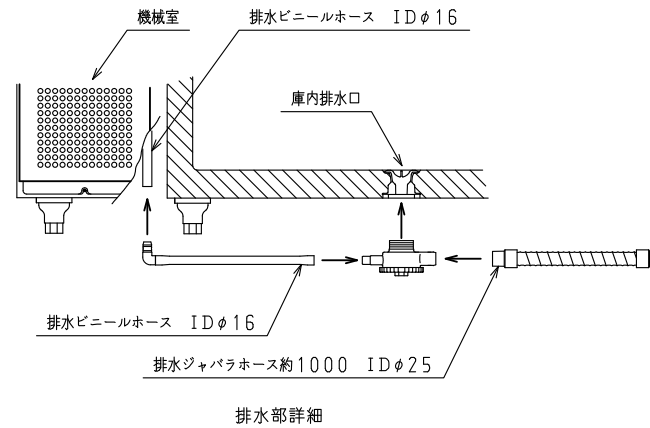 機械室
排水ビニールホース IDφ16
庫内排水口
排水ビニールホース IDφ16
排水ジャバラホース約1000 IDφ25
排水部詳細